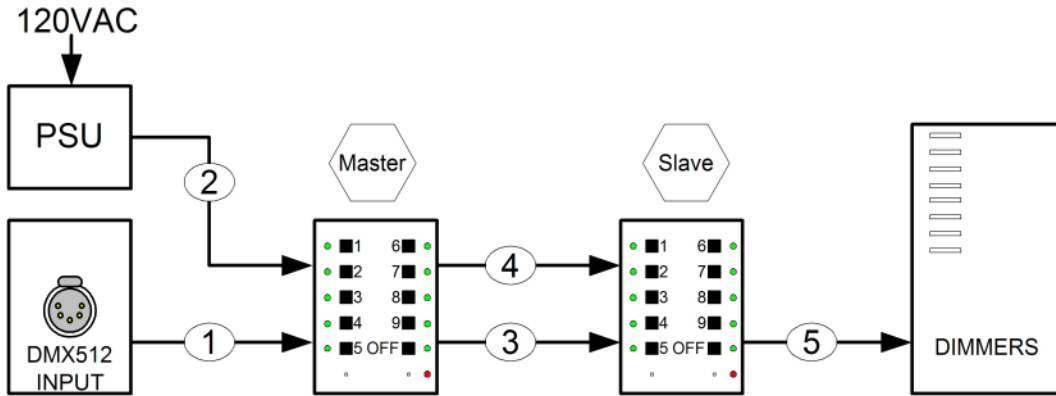 120VAC
PSU
2
Master
Slave
1 6
2 7
3 8
4 9
5 OFF
1 6
2 7
3 8
4 9
5 OFF
4
1
3
5
DMX512
INPUT
DIMMERS